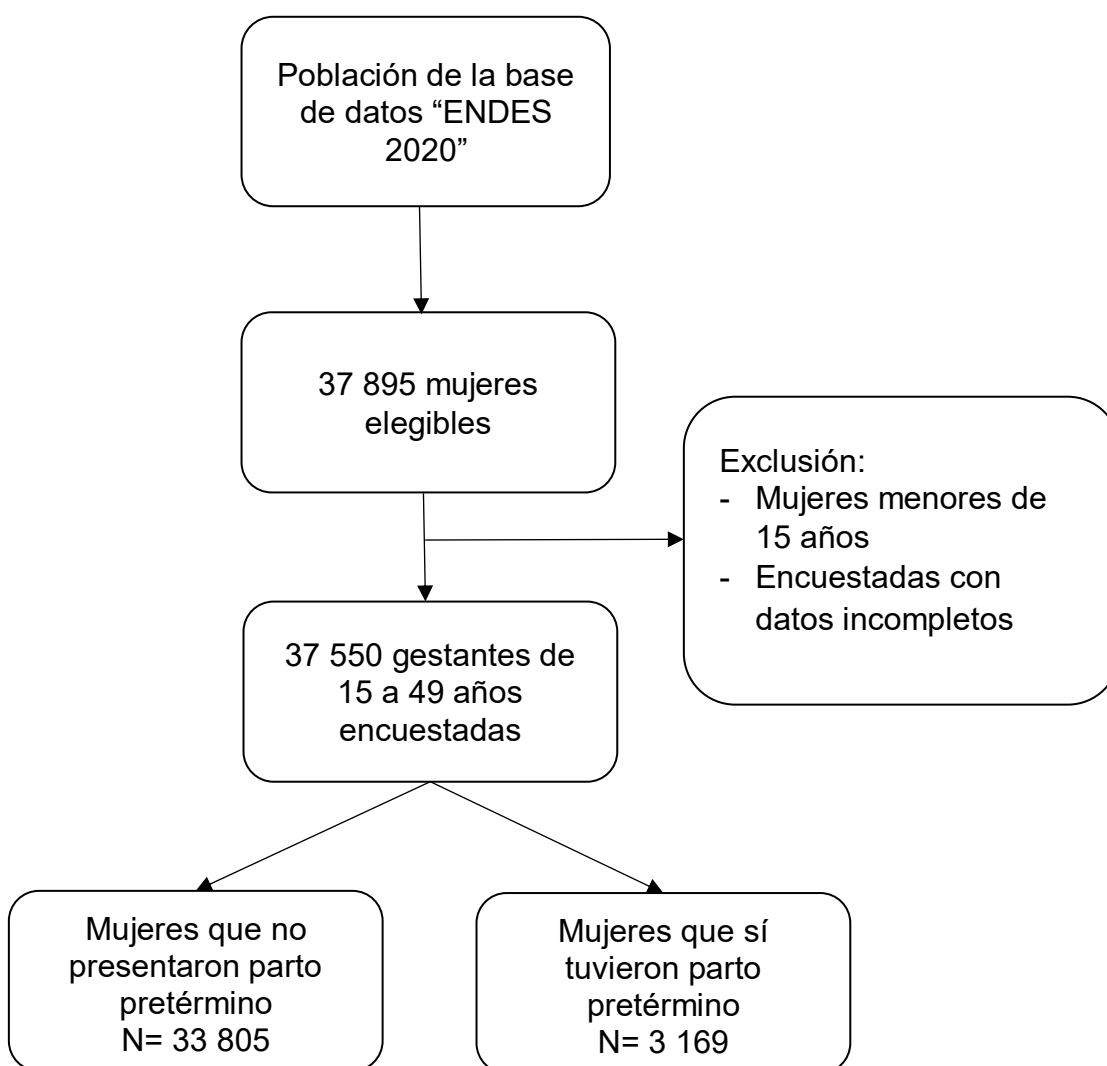 Población de la base
de datos “ENDES
2020”
37 895 mujeres
elegibles
Exclusión:
- Mujeres menores de
15 años
- Encuestadas con
datos incompletos
37 550 gestantes de
15 a 49 años
encuestadas
Mujeres que no
presentaron parto
pretérmino
N= 33 805
Mujeres que sí
tuvieron parto
pretérmino
N= 3 169